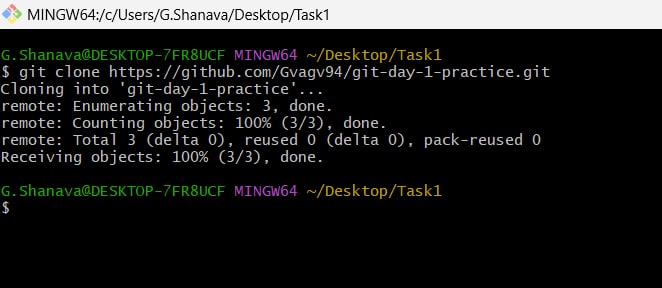 MINGW64:/c/Users/G.Shanava/Desktop/Task1
G.Shanava@DESKTOP-7FR8UCF MINGW64 ~/Desktop/Task1
$ git clone https://github.com/Gvagv94/git-day-1-practice.git
Cloning into 'git-day-1-practice'...
remote: Enumerating objects: 3, done.
remote: Counting objects: 100% (3/3), done.
remote: Total 3 (delta 0), reused 0 (delta 0), pack-reused 0
Receiving objects: 100% (3/3), done.
G.Shanava@DESKTOP-7FR8UCF MINGW64 ~/Desktop/Task1
$